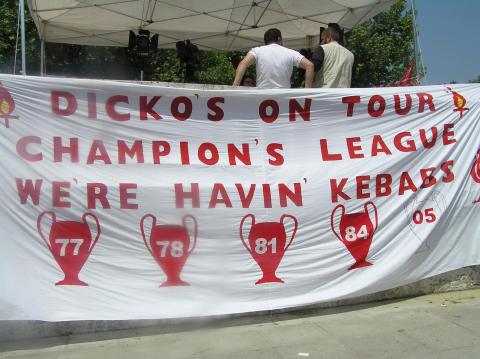 DICKO'S ON TOUR
CHAMPION'S LEAGUE
WE'RE HAVIN' KEBABS
77 78 81 84 05